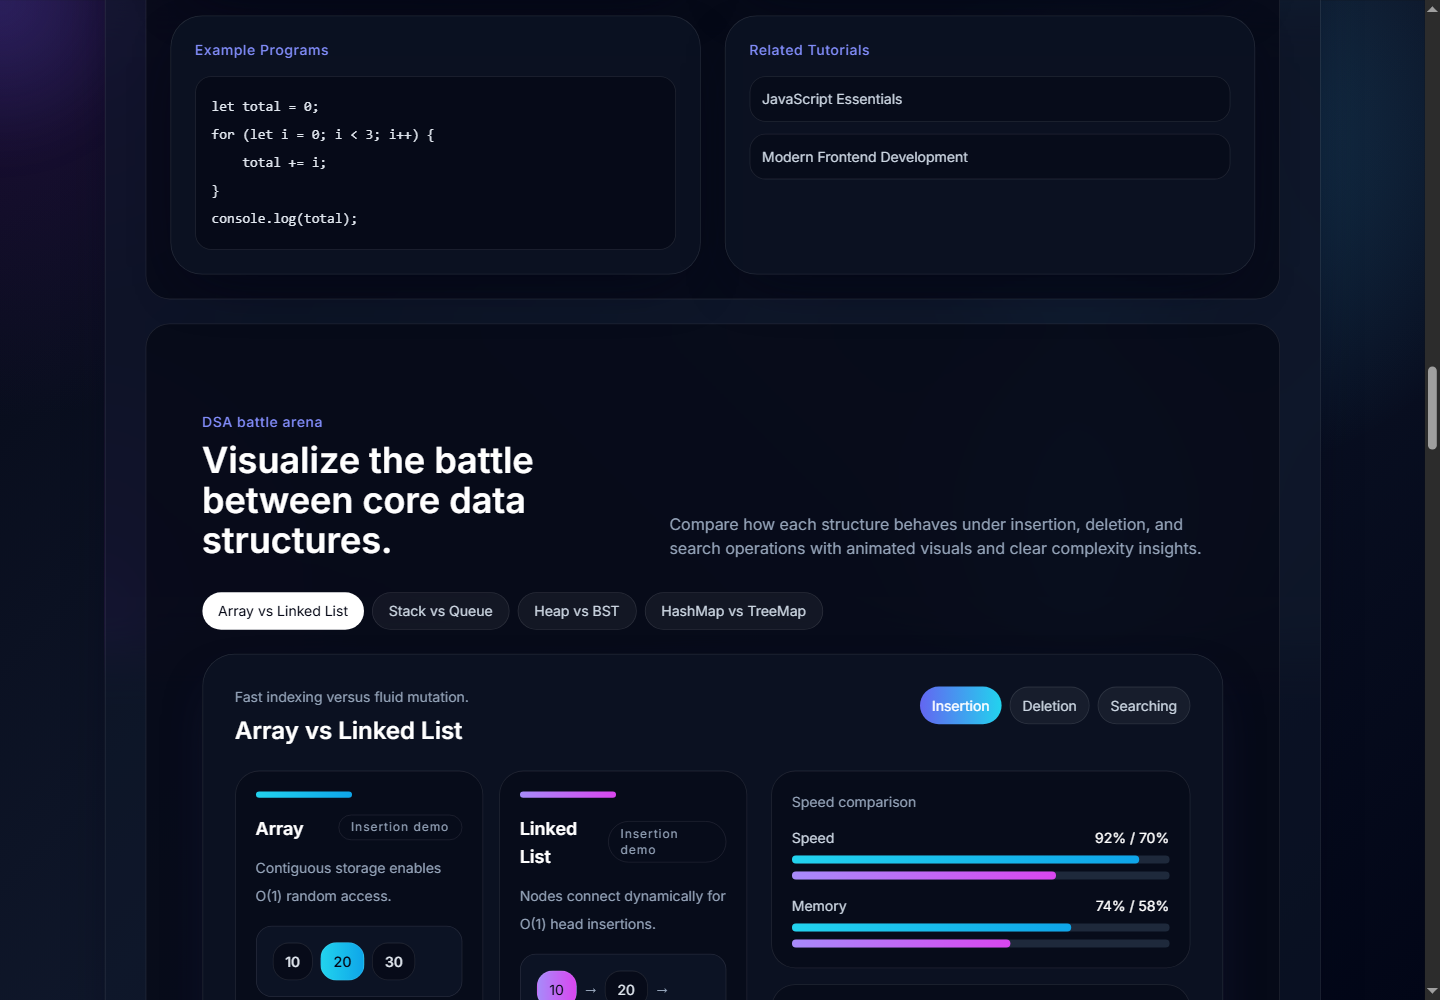 Example Programs
let total = 0;
for (let i = 0; i < 3; i++) {
    total += i;
}
console.log(total);
Related Tutorials
JavaScript Essentials
Modern Frontend Development
DSA battle arena
Visualize the battle
between core data
structures.
Compare how each structure behaves under insertion, deletion, and
search operations with animated visuals and clear complexity insights.
Array vs Linked List
Stack vs Queue
Heap vs BST
HashMap vs TreeMap
Fast indexing versus fluid mutation.
Array vs Linked List
Insertion
Deletion
Searching
Array
Insertion demo
Contiguous storage enables
O(1) random access.
10
20
30
Linked
List
Insertion
demo
Nodes connect dynamically for
O(1) head insertions.
10 → 20 →
Speed comparison
Speed
92% / 70%
Memory
74% / 58%